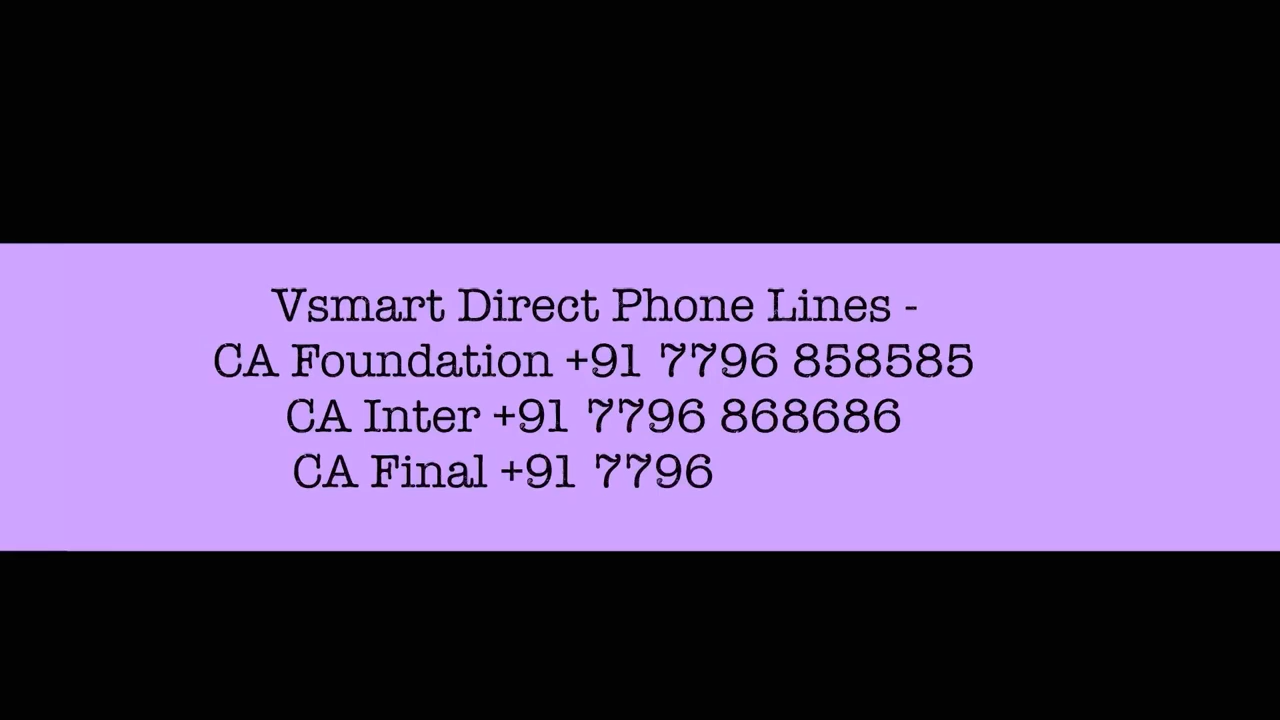 Vsmart Direct Phone Lines -
CA Foundation +91 7796 858585
CA Inter +91 7796 868686
CA Final +91 7796